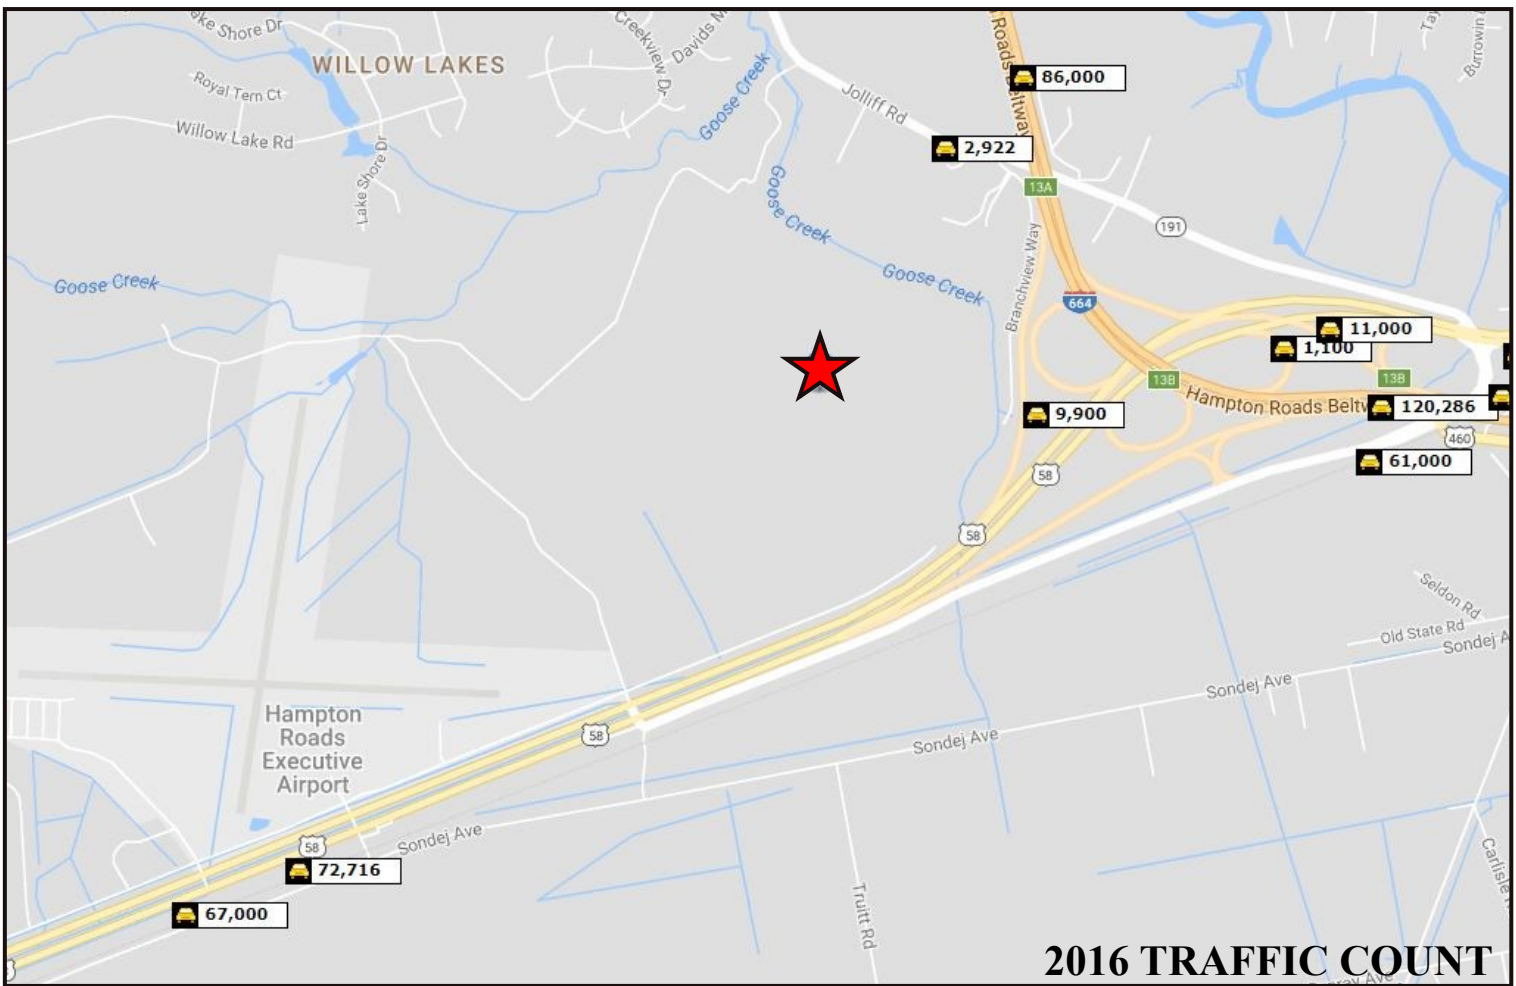 ke Shore Dr
WILLOW LAKES
Royal Tern Ct
Willow Lake Rd
Lake Shore Dr
Creekview Dr
Davids
Goose Creek
Jolliff Rd
Roads Beltway
86,000
2,922
13A
191
Goose Creek
Goose Creek
Goose Creek
Branchview Way
664
11,000
1,100
13B
13B
Hampton Roads Beltw
120,286
9,900
460
61,000
58
58
Seldon Rd
Old State Rd
Sondej A
Sondej Ave
Sondej Ave
58
Hampton
Roads
Executive
Airport
Sondej Ave
58
72,716
67,000
Truitt Rd
Carlisle
2016 TRAFFIC COUNT